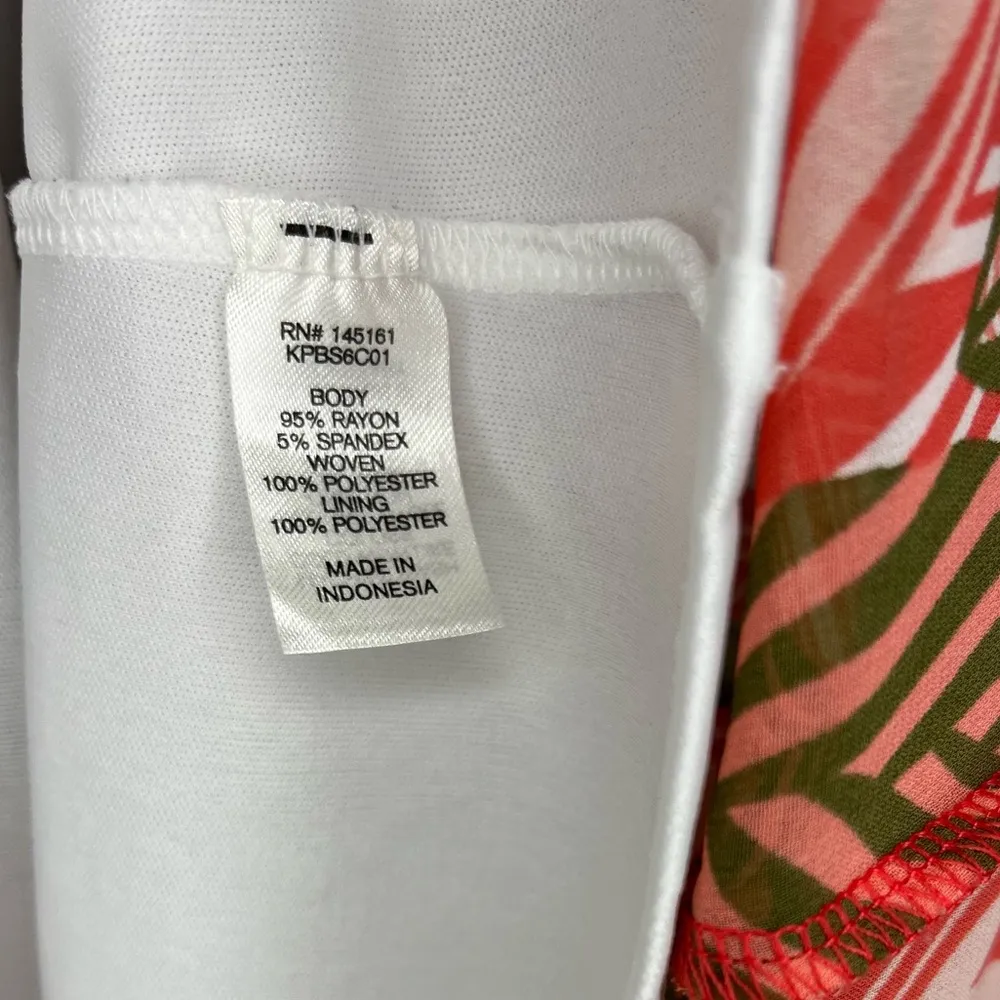 RN# 145161
KPBS6C01
BODY
95% RAYON
5% SPANDEX
WOVEN
100% POLYESTER
LINING
100% POLYESTER
MADE IN
INDONESIA